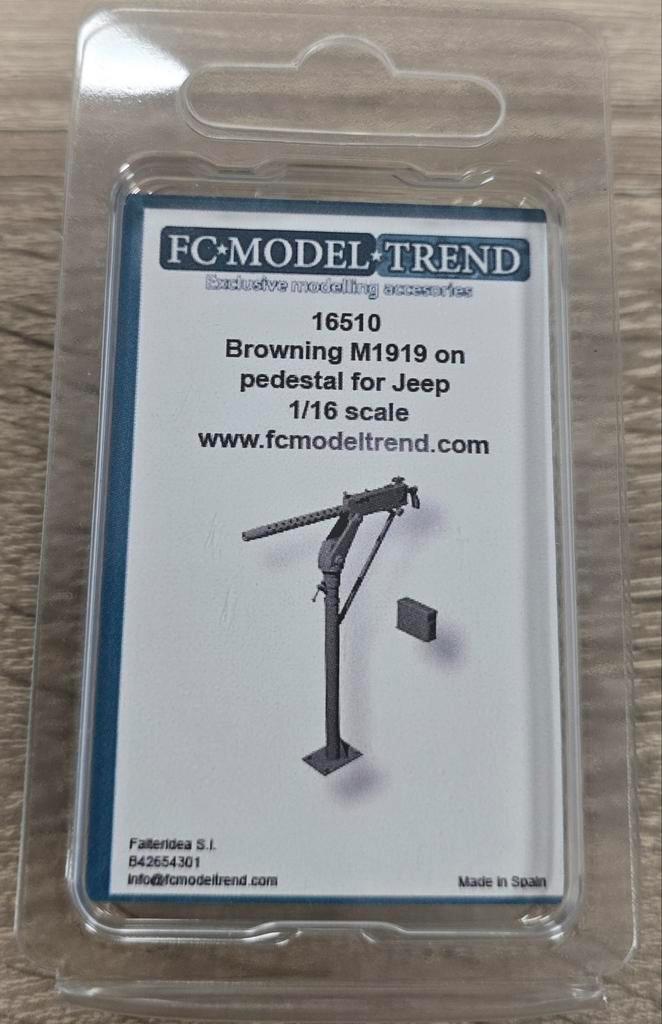 FC★MODEL★TREND
Exclusive modelling accesories
16510
Browning M1919 on
pedestal for Jeep
1/16 scale
www.fcmodeltrend.com
Falteridea S.l.
B42654301
info@fcmodeltrend.com
Made in Spain